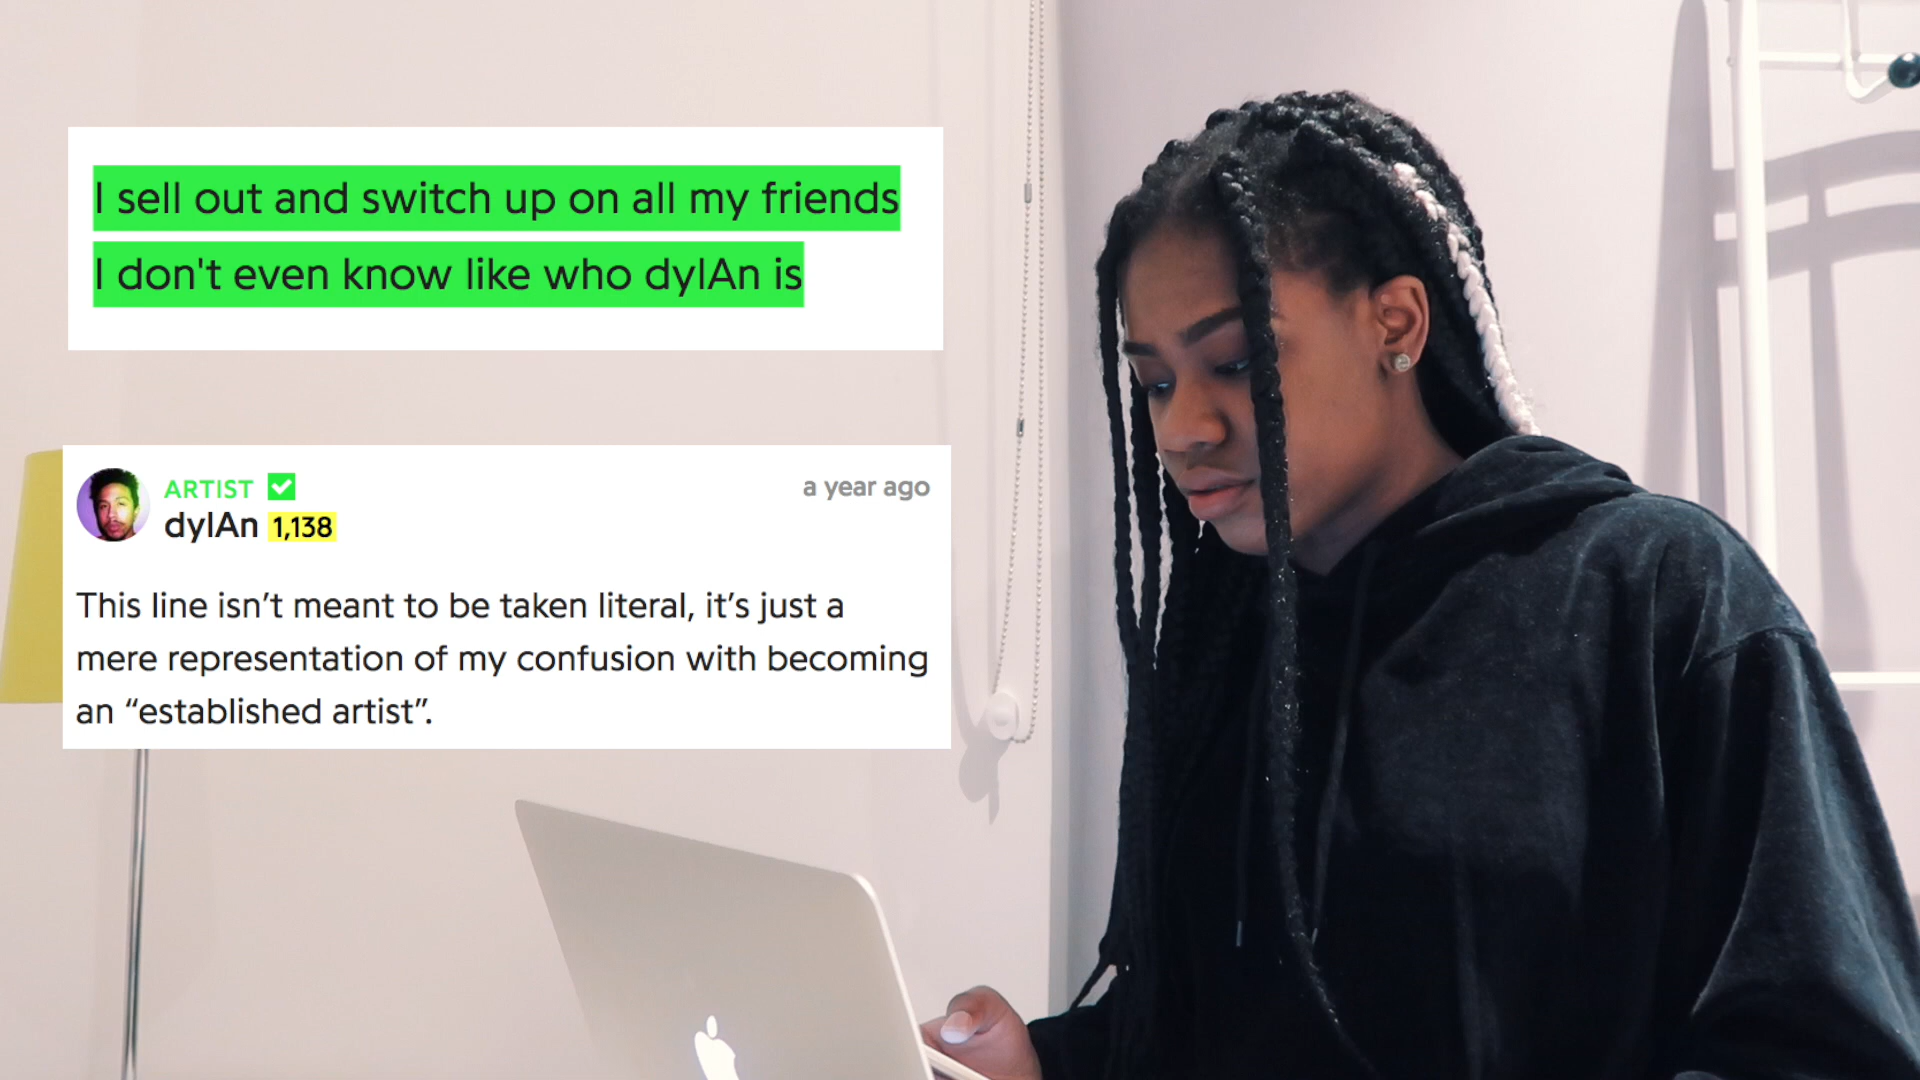 I sell out and switch up on all my friends
I don't even know like who dylAn is
ARTIST
a year ago
dylAn 1,138
This line isn’t meant to be taken literal, it’s just a
mere representation of my confusion with becoming
an “established artist”.